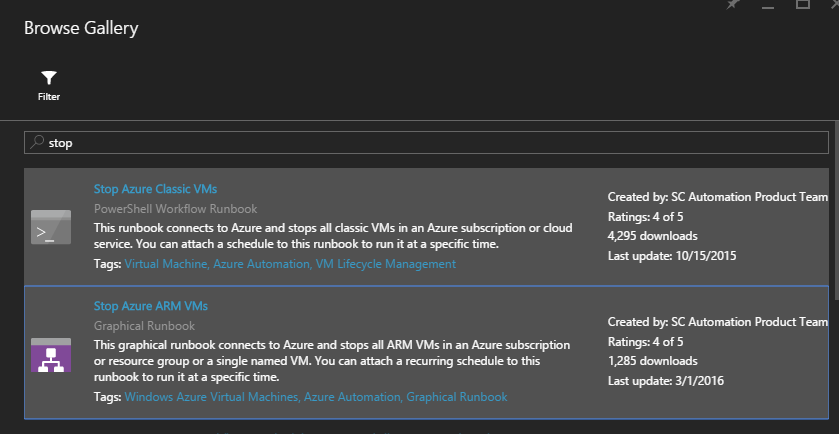 Browse Gallery
Filter
stop
Stop Azure Classic VMs
PowerShell Workflow Runbook
This runbook connects to Azure and stops all classic VMs in an Azure subscription or cloud
service. You can attach a schedule to this runbook to run it at a specific time.
Tags: Virtual Machine, Azure Automation, VM Lifecycle Management
Created by: SC Automation Product Team
Ratings: 4 of 5
4,295 downloads
Last update: 10/15/2015
Stop Azure ARM VMs
Graphical Runbook
This graphical runbook connects to Azure and stops all ARM VMs in an Azure subscription
or resource group or a single named VM. You can attach a recurring schedule to this
runbook to run it at a specific time.
Tags: Windows Azure Virtual Machines, Azure Automation, Graphical Runbook
Created by: SC Automation Product Team
Ratings: 4 of 5
1,285 downloads
Last update: 3/1/2016